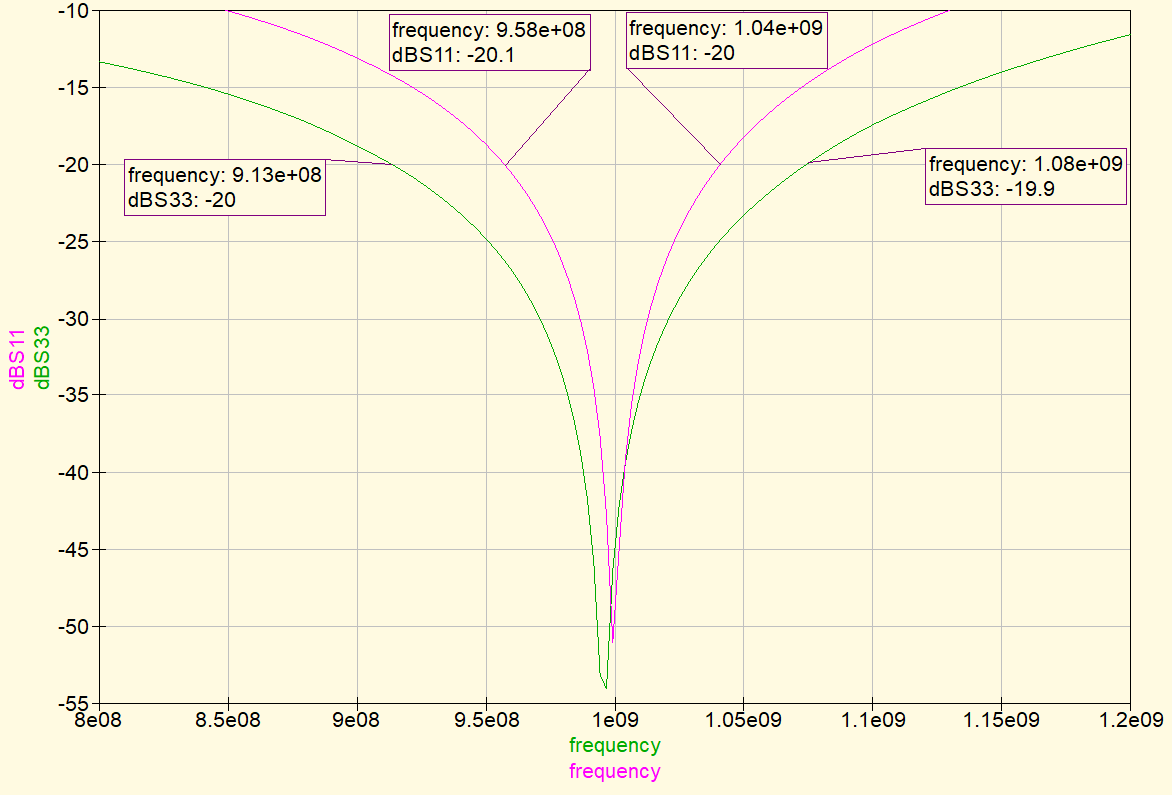 -10
-15
-20
-25
-30
-35
-40
-45
-50
-55
dBS11
dBS33
frequency: 9.58e+08
dBS11: -20.1
frequency: 1.04e+09
dBS11: -20
frequency: 9.13e+08
dBS33: -20
frequency: 1.08e+09
dBS33: -19.9
8e08
8.5e08
9e08
9.5e08
1e09
1.05e09
1.1e09
1.15e09
1.2e09
frequency
frequency